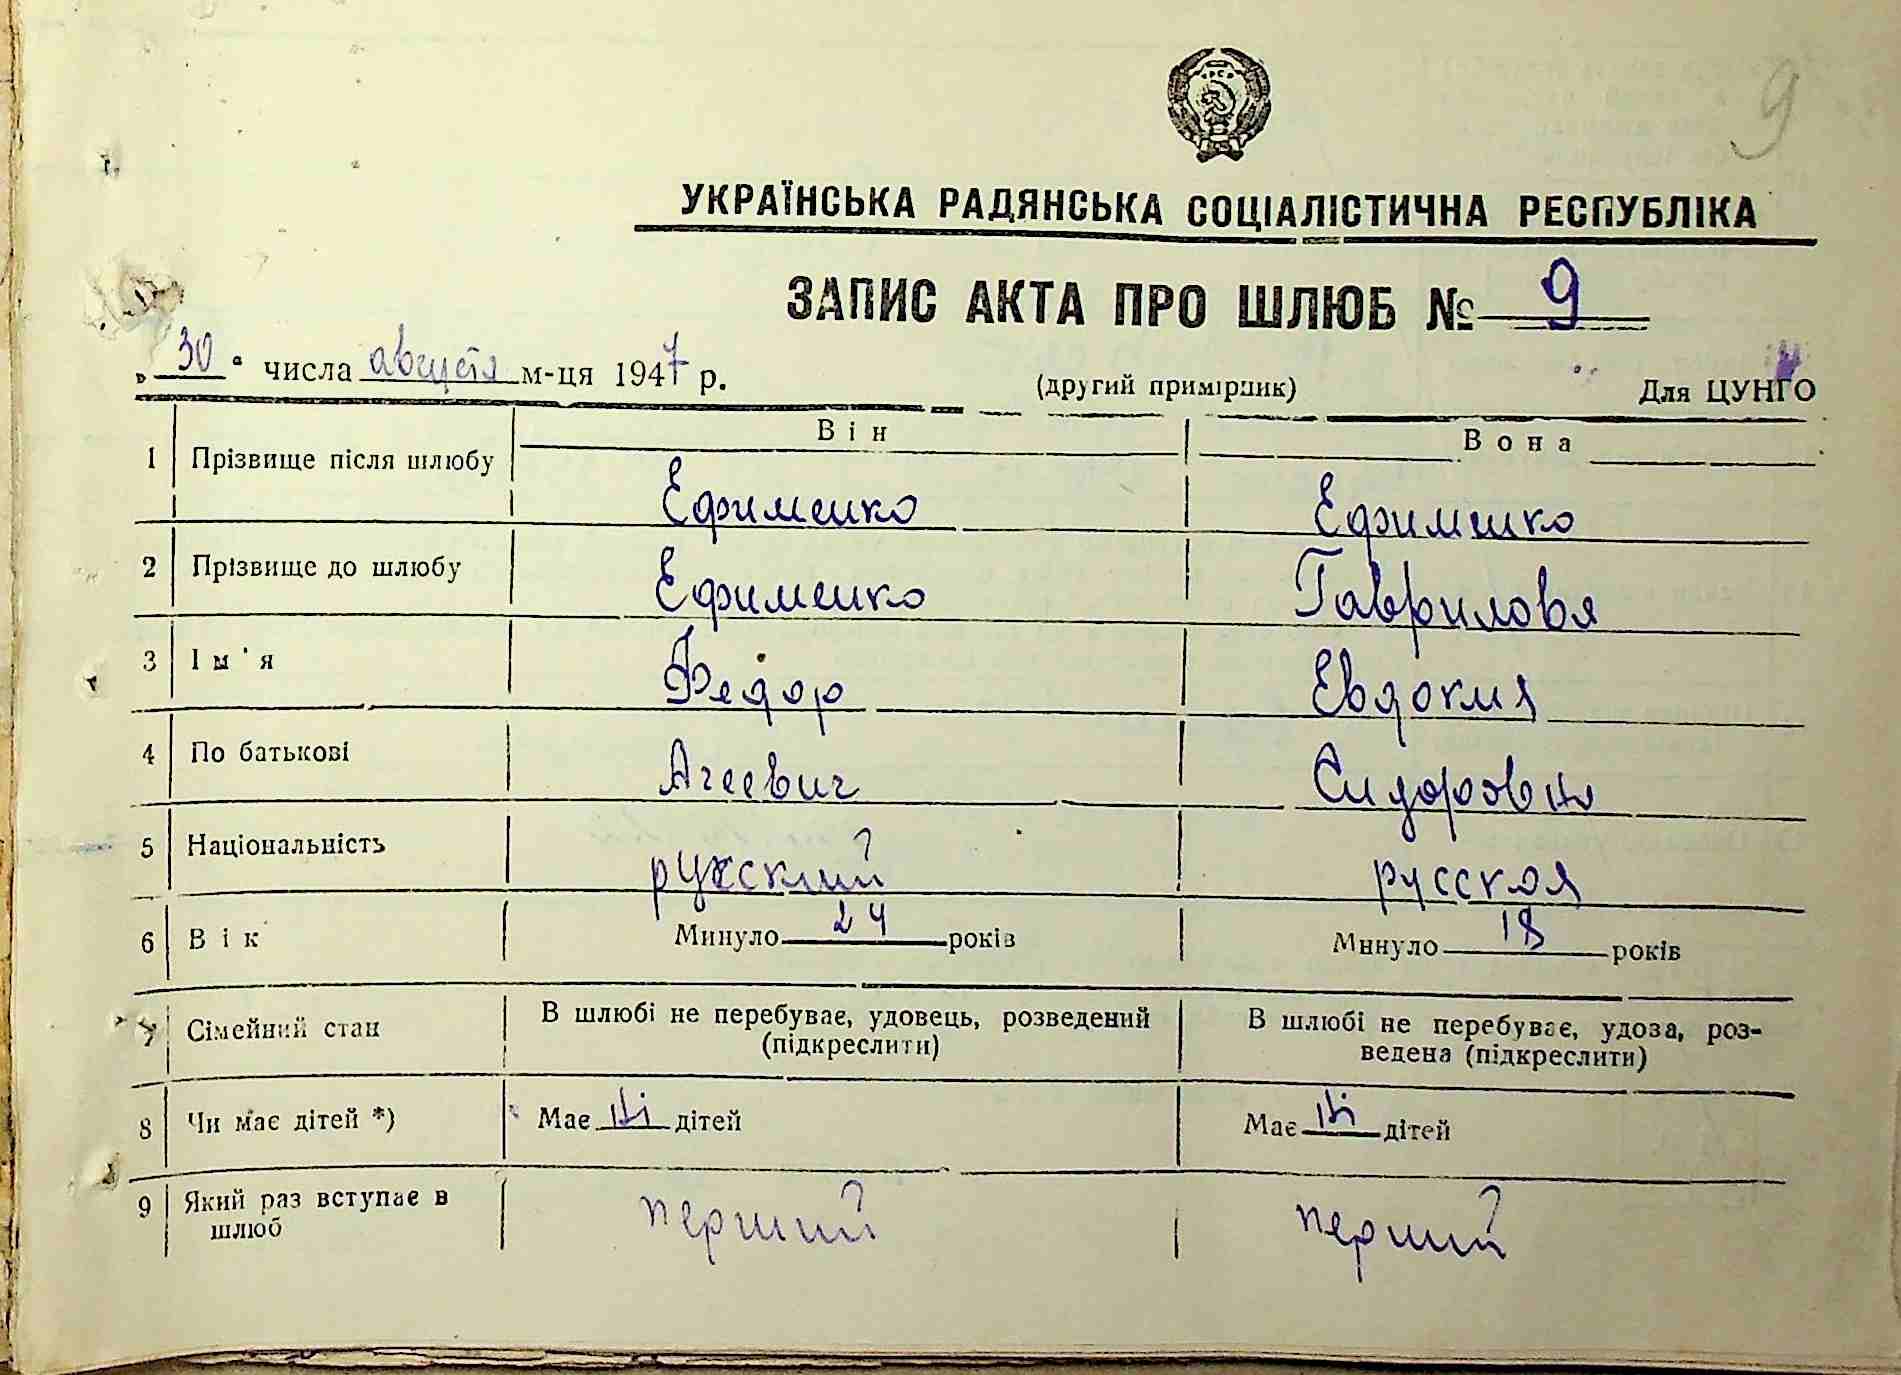 9
УКРАЇНСЬКА РАДЯНСЬКА СОЦІАЛІСТИЧНА РЕСПУБЛІКА
ЗАПИС АКТА ПРО ШЛЮБ № 9
„30“ числа августя м-ця 1947 р. (другий примірник) Для ЦУНГО
Він Вона
1 Прізвище після шлюбу Ефименко Ефименко
2 Прізвище до шлюбу Ефименко Гавриловя
3 Ім'я Федор Евдокия
4 По батькові Агеевич Сидоровна
5 Національність русский русская
6 Вік Минуло 24 років Минуло 18 років
7 Сімейний стан В шлюбі не перебуває, удовець, розведений (підкреслити) В шлюбі не перебуває, удова, роз-
ведена (підкреслити)
8 Чи має дітей *) Має ні дітей Має ні дітей
9 Який раз вступає в шлюб перший перший